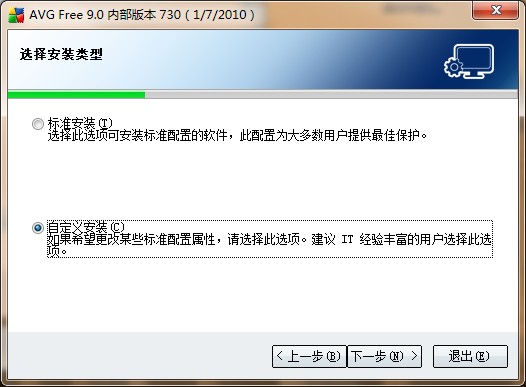 AVG Free 9.0 内部版本 730 ( 1/7/2010 )
选择安装类型
标准安装(T)
选择此选项可安装标准配置的软件，此配置为大多数用户提供最佳保护。
自定义安装(C)
如果希望更改某些标准配置属性，请选择此选项。建议 IT 经验丰富的用户选择此选
项。
< 上一步(B) 下一步(N) > 退出(E)